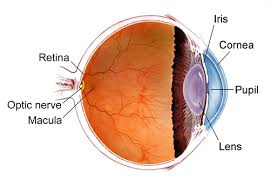 Iris
Cornea
Retina
Pupil
Optic nerve
Macula
Lens